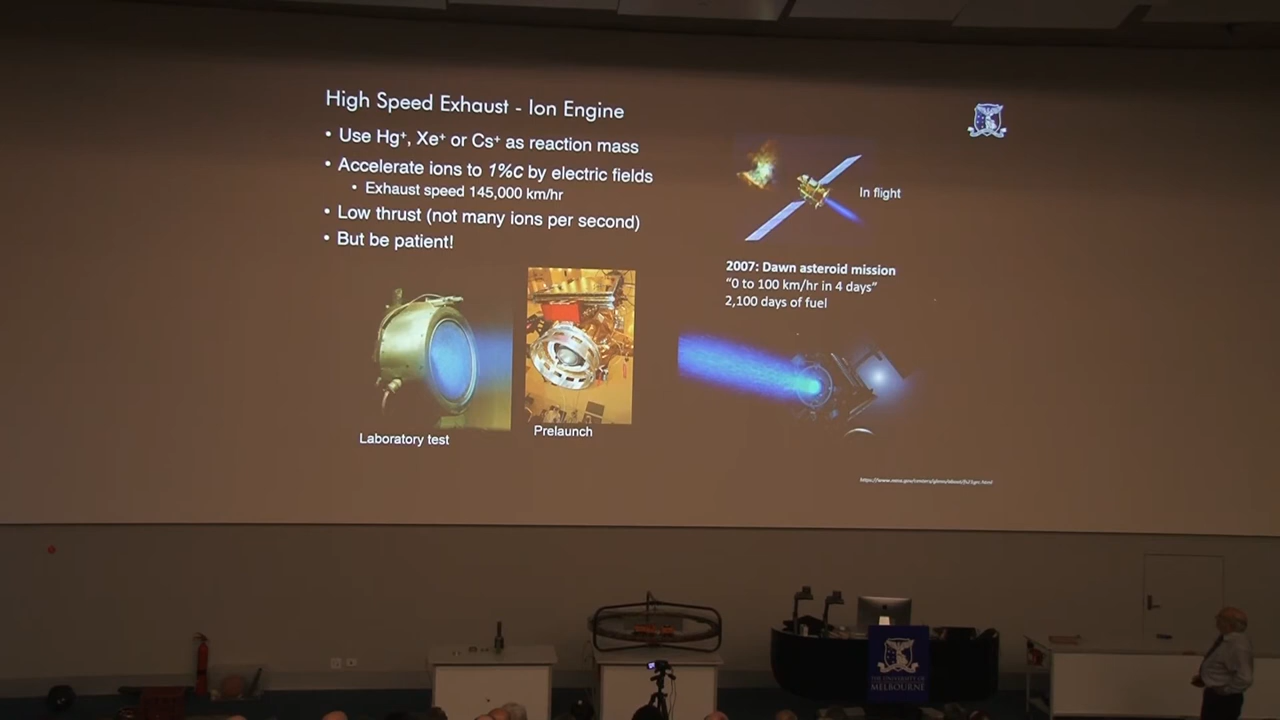 High Speed Exhaust - Ion Engine
• Use Hg⁺, Xe⁺ or Cs⁺ as reaction mass
• Accelerate ions to 1%c by electric fields
• Exhaust speed 145,000 km/hr
• Low thrust (not many ions per second)
• But be patient!
Laboratory test
Prelaunch
In flight
2007: Dawn asteroid mission
"0 to 100 km/hr in 4 days"
2,100 days of fuel
THE UNIVERSITY OF
MELBOURNE